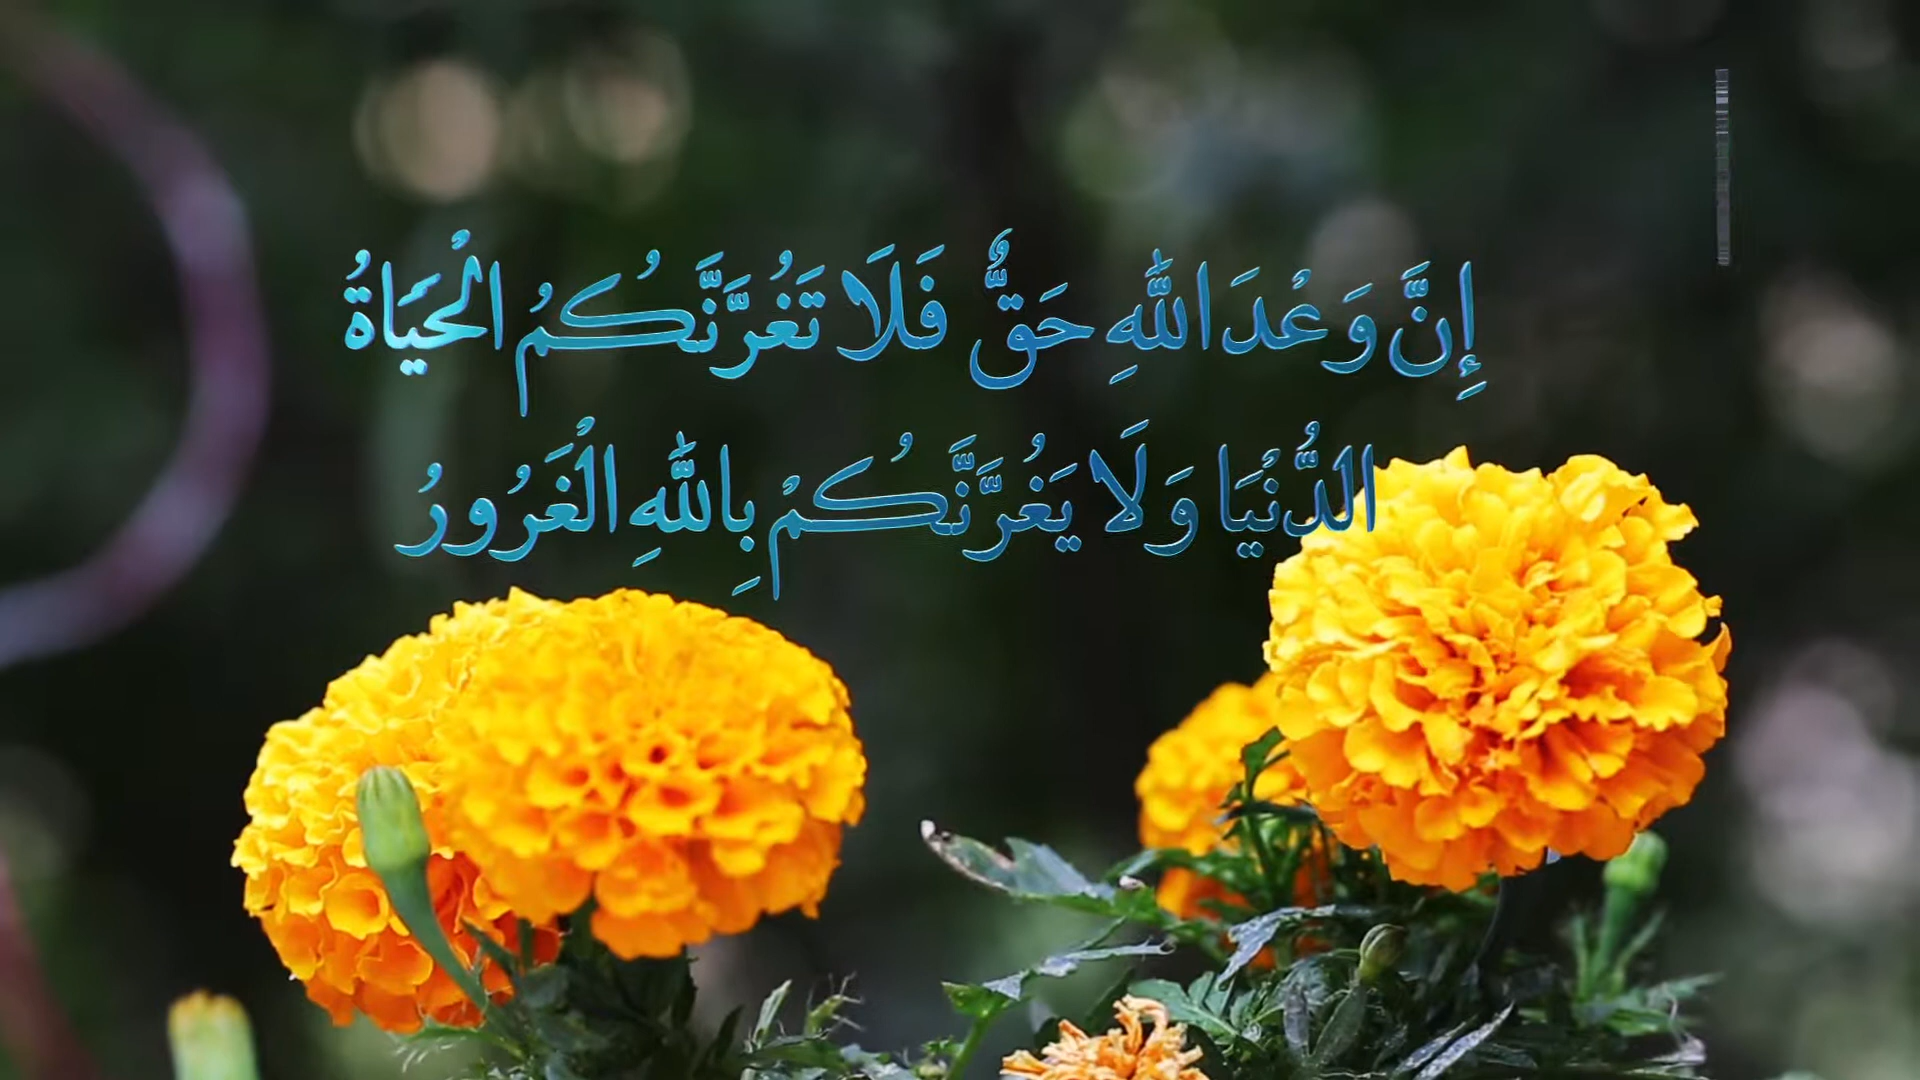 إِنَّ وَعْدَ اللَّهِ حَقٌّ ۖ فَلَا تَغُرَّنَّكُمُ الْحَيَاةُ
الدُّنْيَا وَلَا يَغُرَّنَّكُمْ بِاللَّهِ الْغَرُورُ